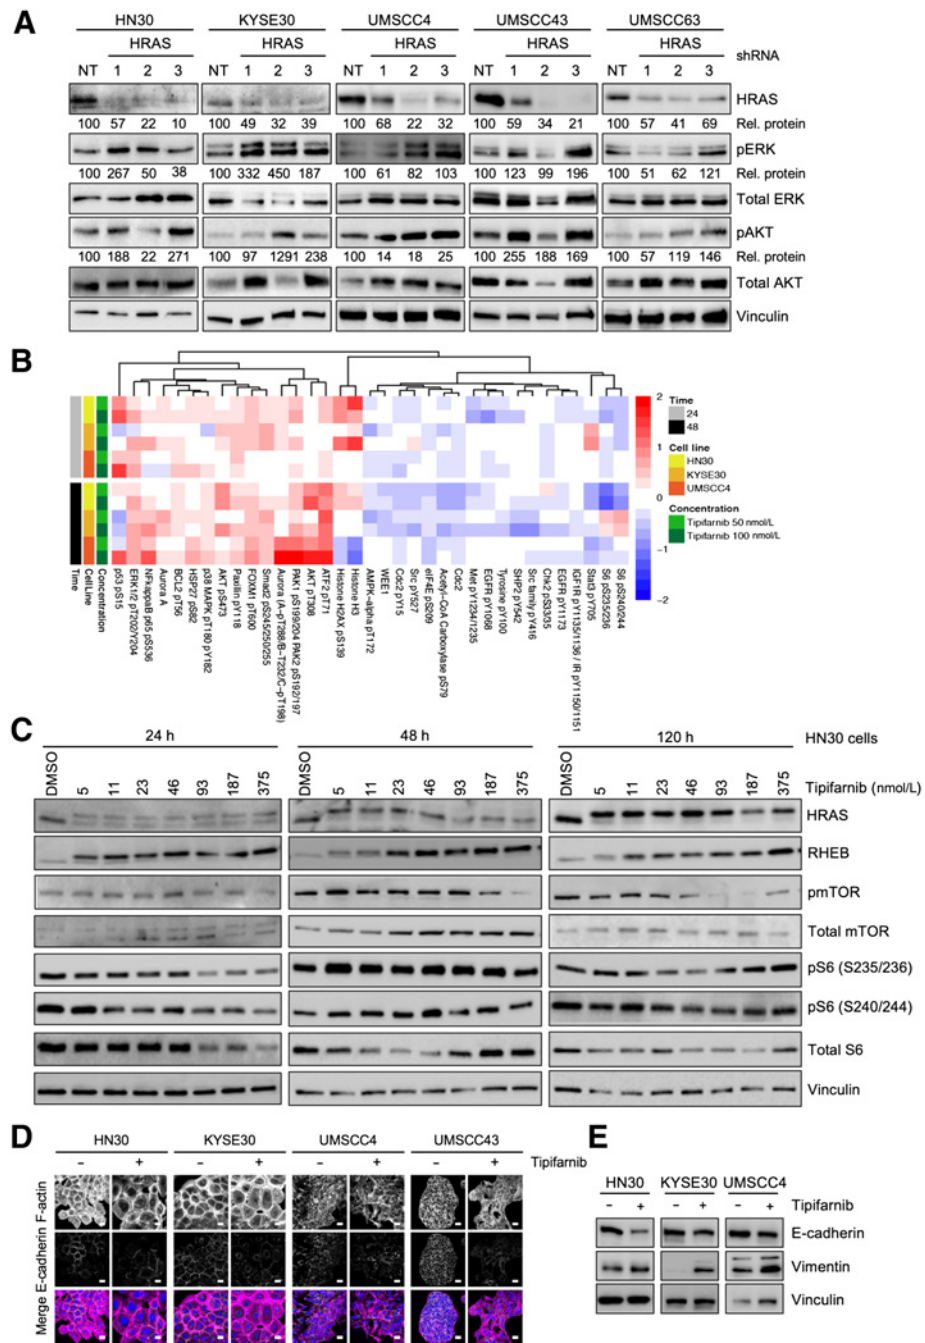 A
HN30 KYSE30 UMSCC4 UMSCC43 UMSCC63
HRAS HRAS HRAS HRAS HRAS
shRNA
NT 1 2 3 NT 1 2 3 NT 1 2 3 NT 1 2 3 NT 1 2 3
HRAS
100 57 22 10 100 49 32 39 100 68 22 32 100 59 34 21 100 57 41 69 Rel. protein
pERK
100 267 50 38 100 332 450 187 100 61 82 103 100 123 99 196 100 51 62 121 Rel. protein
Total ERK
pAKT
100 188 22 271 100 97 1291 238 100 14 18 25 100 255 188 169 100 57 119 146 Rel. protein
Total AKT
Vinculin
B
2
1
0
−1
−2
Time
24
48
Cell line
HN30
KYSE30
UMSCC4
Concentration
Tipifarnib 50 nmol/L
Tipifarnib 100 nmol/L
Time
CellLine
Concentration
p53 pS15
ERK1/2 pT202/Y204
NFkappaB p65 pS536
Aurora A
BCL2 pT56
HSP27 pS82
p38 MAPK pT180 pY182
AKT pS473
Paxilin pY118
FOXM1 pT600
Smad2 pS245/250/255
Aurora (A−pT288/B−T232/C−pT198)
PAK1 pS199/204 PAK2 pS192/197
AKT pT308
ATF2 pT71
Histone H2AX pS139
Histone H3
AMPK−alpha pT172
WEE1
Cdc2 pY15
Src pY527
eIF4E pS209
Acetyl−CoA Carboxylase pS79
Cdc2
Met pY1234/1235
EGFR pY1068
Tyrosine pY100
SHP2 pY542
Src family pY416
Chk2 pS33/35
EGFR pY1173
IGF1R pY1135/1136 / IR pY1150/1151
Stat3 pY705
S6 pS235/236
S6 pS240/244
C
24 h 48 h 120 h HN30 cells
DMSO 5 11 23 46 93 187 375 DMSO 5 11 23 46 93 187 375 DMSO 5 11 23 46 93 187 375 Tipifarnib (nmol/L)
HRAS
RHEB
pmTOR
Total mTOR
pS6 (S235/236)
pS6 (S240/244)
Total S6
Vinculin
D
HN30 KYSE30 UMSCC4 UMSCC43
− + − + − + − + Tipifarnib
F-actin
E-cadherin
Merge
E
HN30 KYSE30 UMSCC4
− + − + − + Tipifarnib
E-cadherin
Vimentin
Vinculin